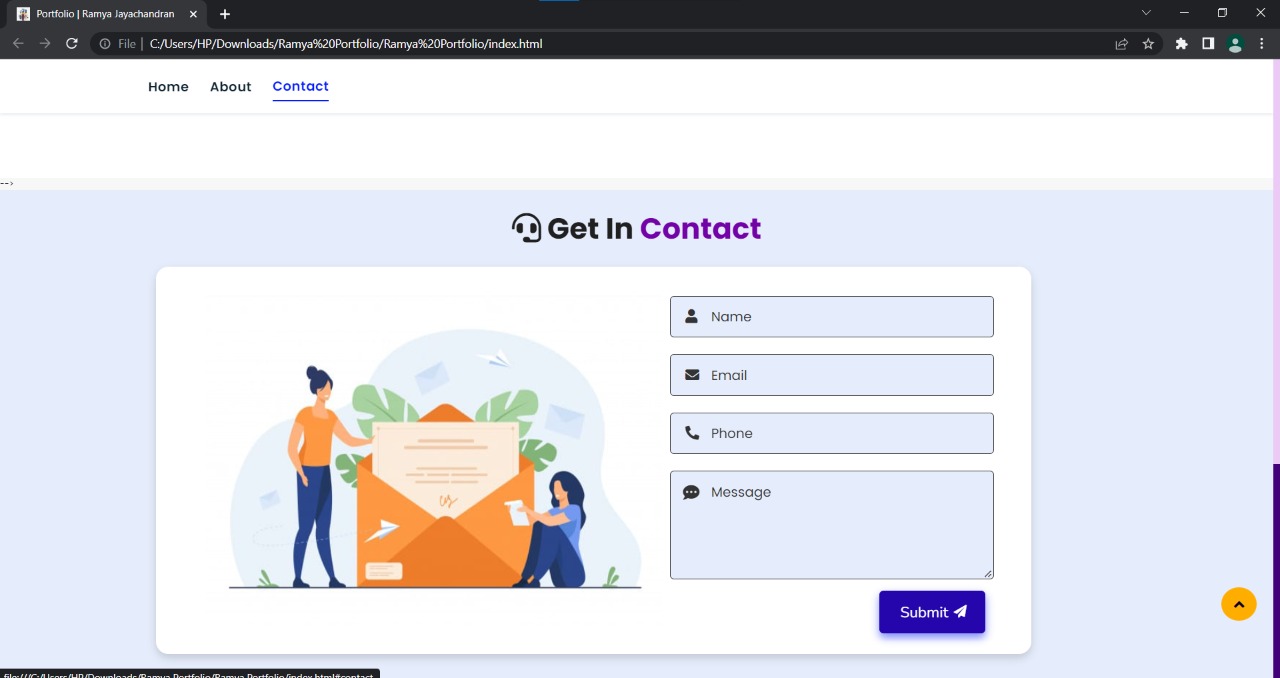 Portfolio | Ramya Jayachandran
File | C:/Users/HP/Downloads/Ramya%20Portfolio/Ramya%20Portfolio/index.html
Home About Contact
-->
Get In Contact
Name
Email
Phone
Message
Submit
file:///C:/Users/HP/Downloads/Ramya Portfolio/Ramya Portfolio/index.html#contact